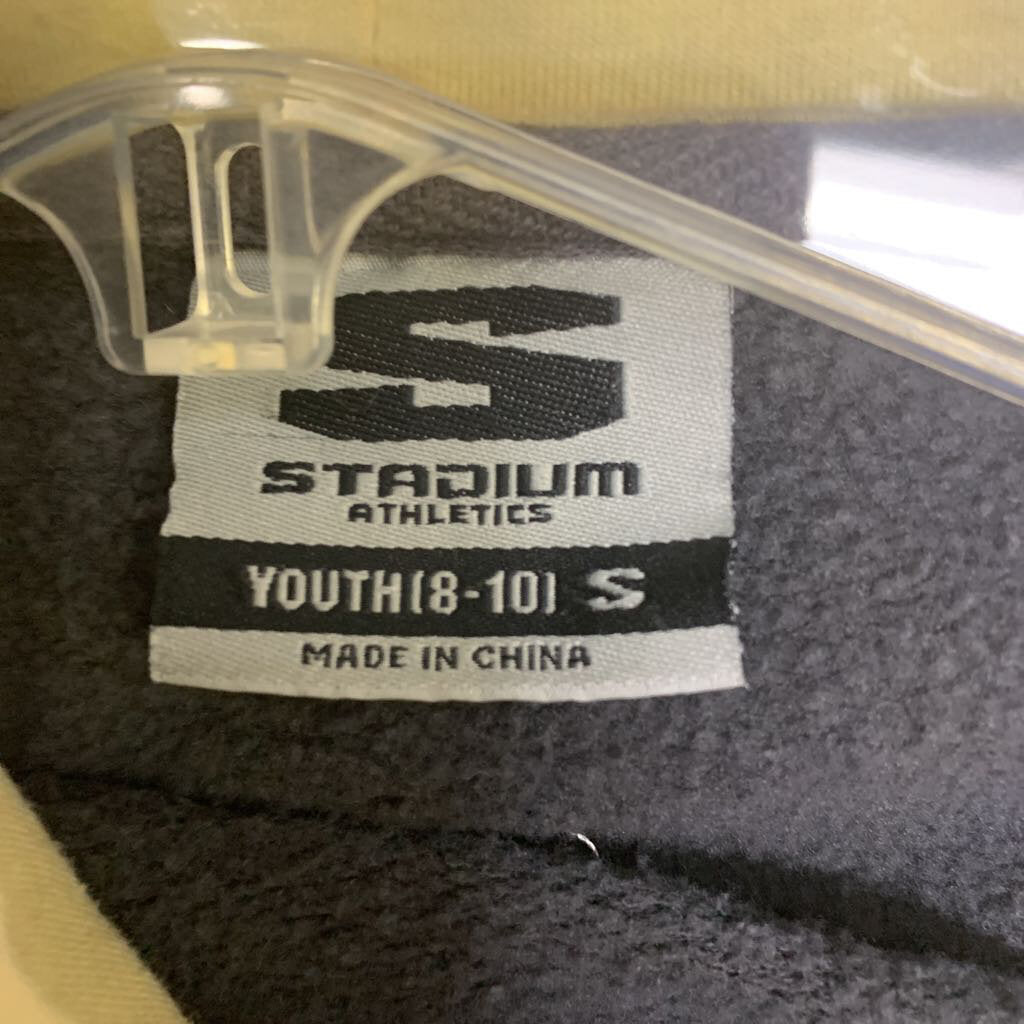 S
STADIUM
ATHLETICS
YOUTH(8-10) S
MADE IN CHINA